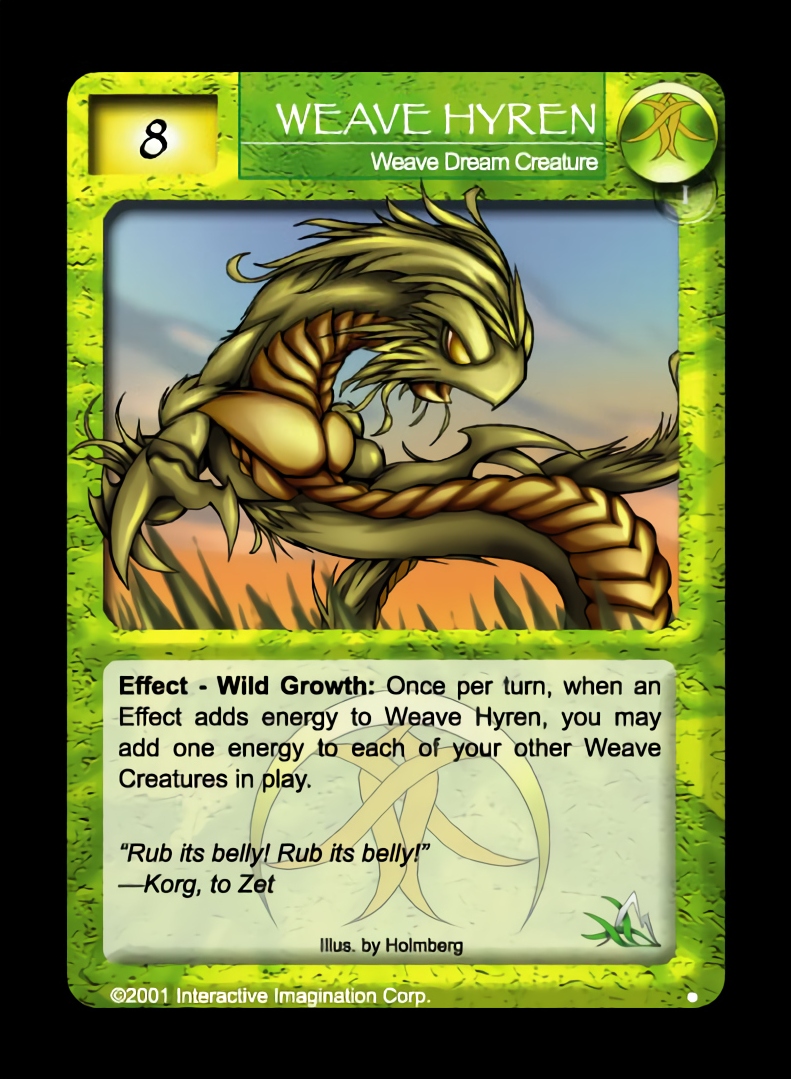 8
WEAVE HYREN
Weave Dream Creature
I
Effect - Wild Growth: Once per turn, when an
Effect adds energy to Weave Hyren, you may
add one energy to each of your other Weave
Creatures in play.
“Rub its belly! Rub its belly!”
—Korg, to Zet
Illus. by Holmberg
©2001 Interactive Imagination Corp.